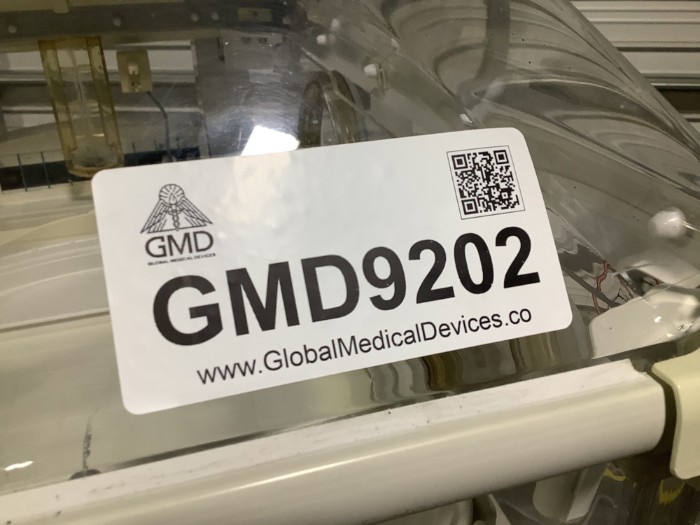 GMD
GLOBAL MEDICAL DEVICES
GMD9202
www.GlobalMedicalDevices.co